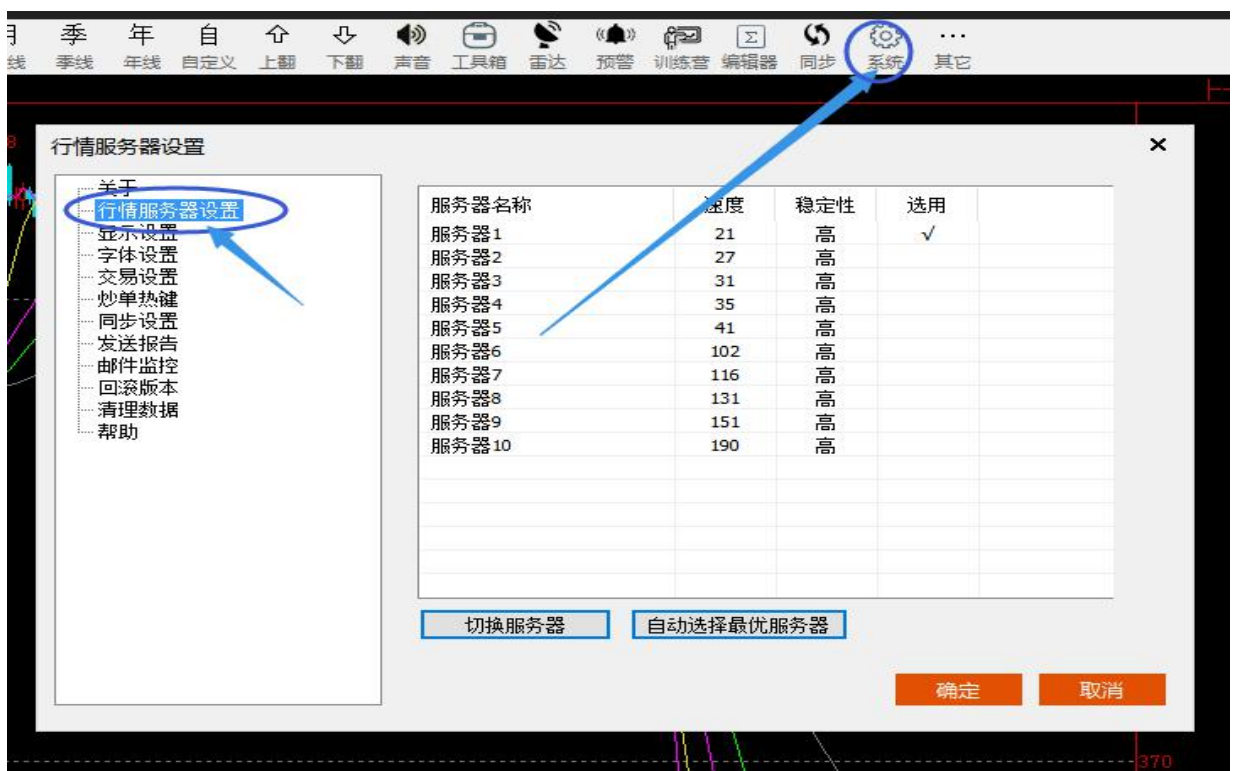 季 年 自
线 季线 年线 自定义 上翻 下翻 声音 工具箱 雷达 预警 训练营 编辑器 同步 系统 其它
行情服务器设置
关于
行情服务器设置
显示设置
字体设置
交易设置
炒单热键
同步设置
发送报告
邮件监控
回滚版本
清理数据
帮助
服务器名称 速度 稳定性 选用
服务器1 21 高 √
服务器2 27 高
服务器3 31 高
服务器4 35 高
服务器5 41 高
服务器6 102 高
服务器7 116 高
服务器8 131 高
服务器9 151 高
服务器10 190 高
切换服务器 自动选择最优服务器
确定 取消
370